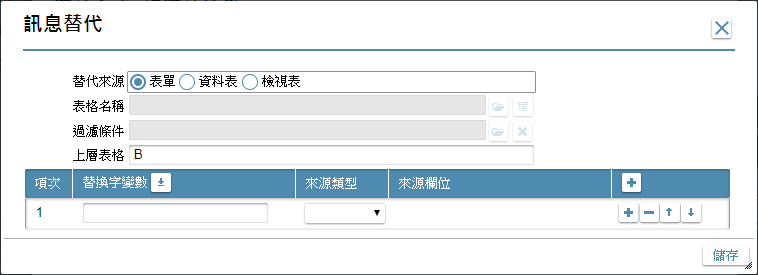 訊息替代
替代來源 表單 資料表 檢視表
表格名稱
過濾條件
上層表格 B
項次 替換字變數 來源類型 來源欄位
1
儲存